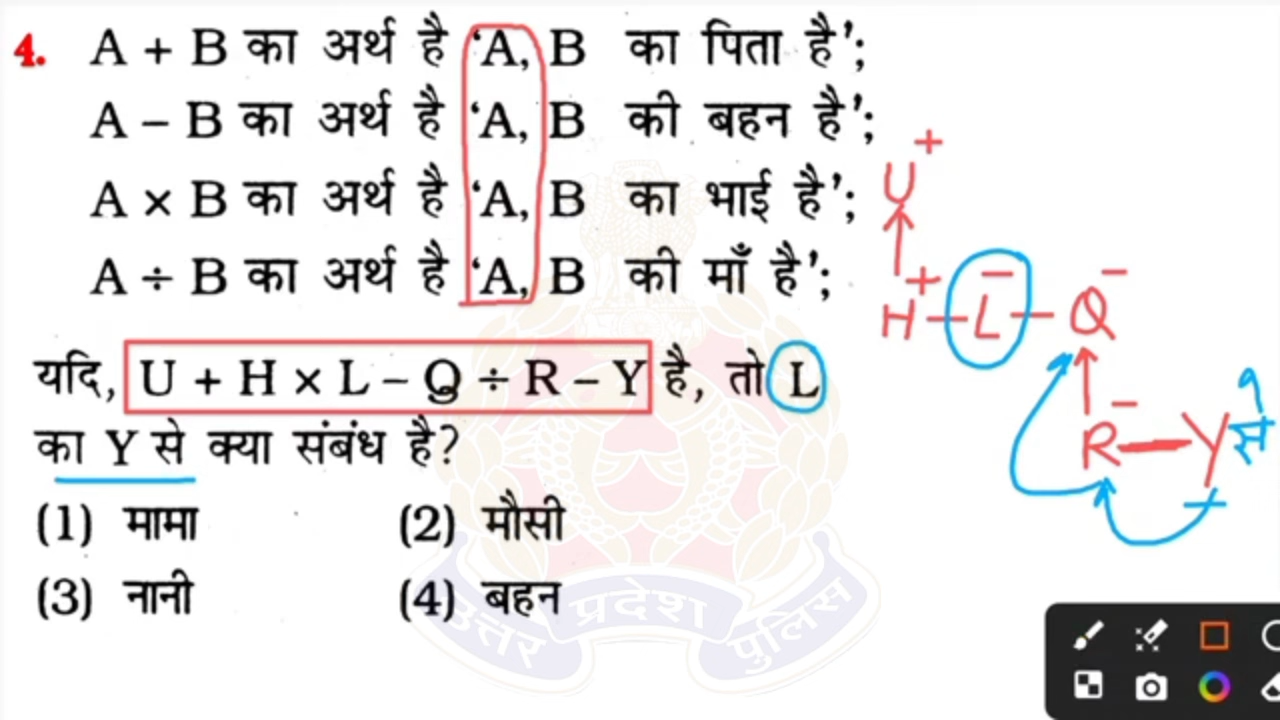 4. A + B का अर्थ है ‘A, B का पिता है’;
A – B का अर्थ है ‘A, B की बहन है’;
A × B का अर्थ है ‘A, B का भाई है’;
A ÷ B का अर्थ है ‘A, B की माँ है’;
यदि, U + H × L – Q ÷ R – Y है, तो L
का Y से क्या संबंध है?
(1) मामा (2) मौसी
(3) नानी (4) बहन
U +
H + L – Q –
R – Y से
उत्तर प्रदेश पुलिस